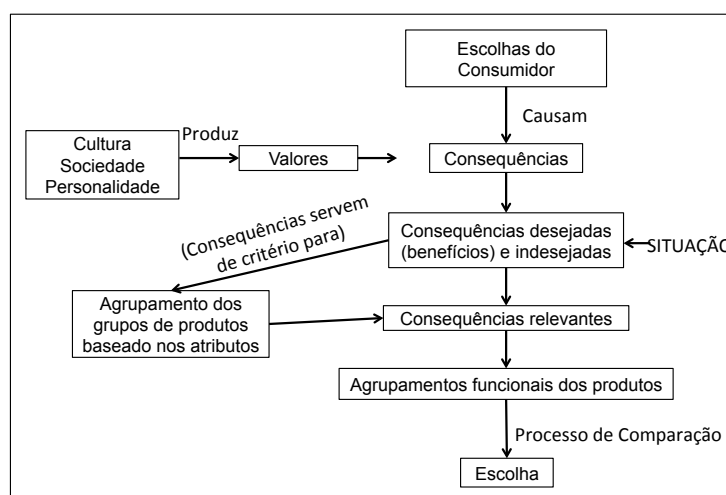 Escolhas do
Consumidor
Causam
Produz
Cultura
Sociedade
Personalidade
Valores
Consequências
(Consequências servem
de critério para)
Consequências desejadas
(benefícios) e indesejadas
SITUAÇÃO
Agrupamento dos
grupos de produtos
baseado nos atributos
Consequências relevantes
Agrupamentos funcionais dos produtos
Processo de Comparação
Escolha